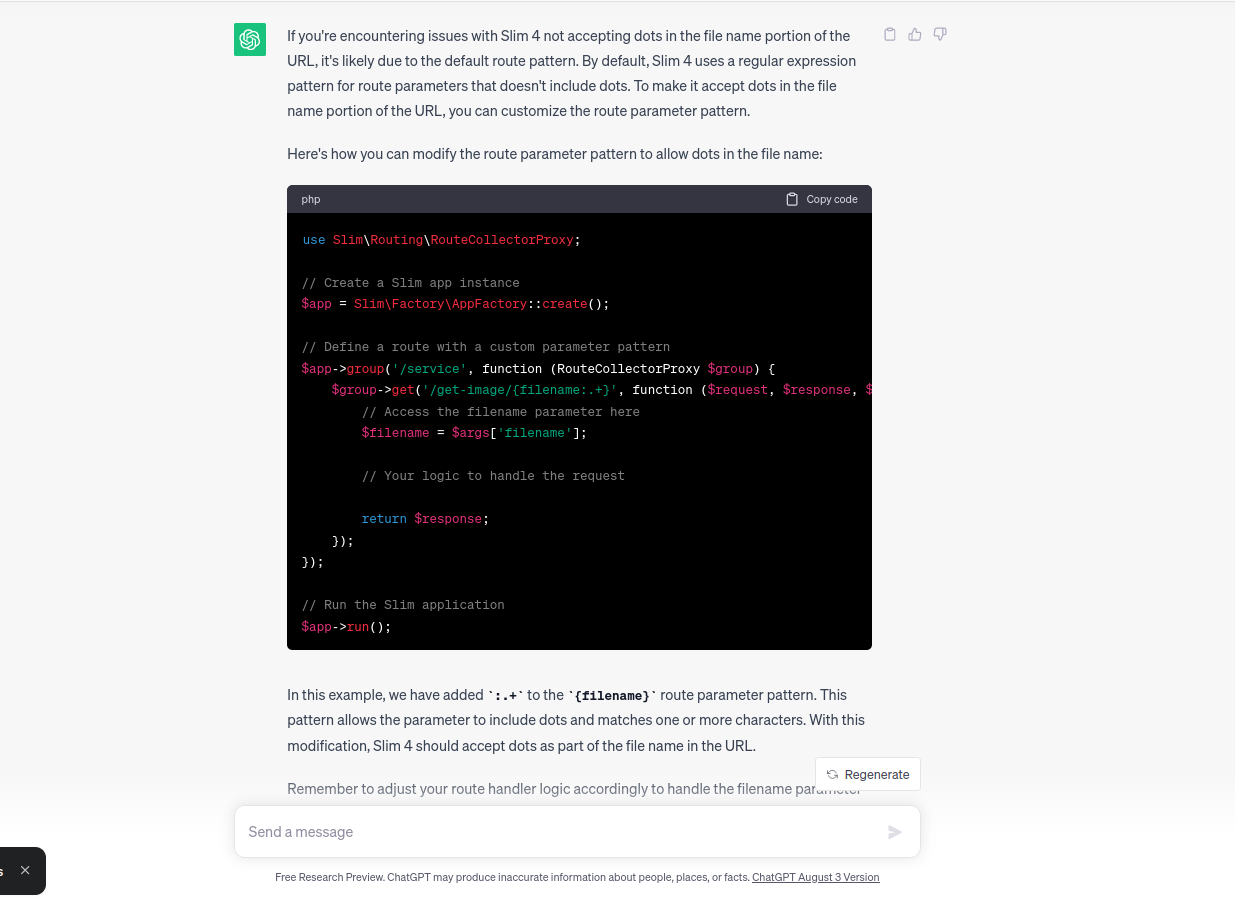 If you're encountering issues with Slim 4 not accepting dots in the file name portion of the
URL, it's likely due to the default route pattern. By default, Slim 4 uses a regular expression
pattern for route parameters that doesn't include dots. To make it accept dots in the file
name portion of the URL, you can customize the route parameter pattern.
Here's how you can modify the route parameter pattern to allow dots in the file name:
php
Copy code
use Slim\Routing\RouteCollectorProxy;
// Create a Slim app instance
$app = Slim\Factory\AppFactory::create();
// Define a route with a custom parameter pattern
$app->group('/service', function (RouteCollectorProxy $group) {
    $group->get('/get-image/{filename:.+}', function ($request, $response, $
        // Access the filename parameter here
        $filename = $args['filename'];
        // Your logic to handle the request
        return $response;
    });
});
// Run the Slim application
$app->run();
In this example, we have added `:.+` to the `{filename}` route parameter pattern. This
pattern allows the parameter to include dots and matches one or more characters. With this
modification, Slim 4 should accept dots as part of the file name in the URL.
Regenerate
Remember to adjust your route handler logic accordingly to handle the filename parameter
Send a message
s
Free Research Preview. ChatGPT may produce inaccurate information about people, places, or facts. ChatGPT August 3 Version